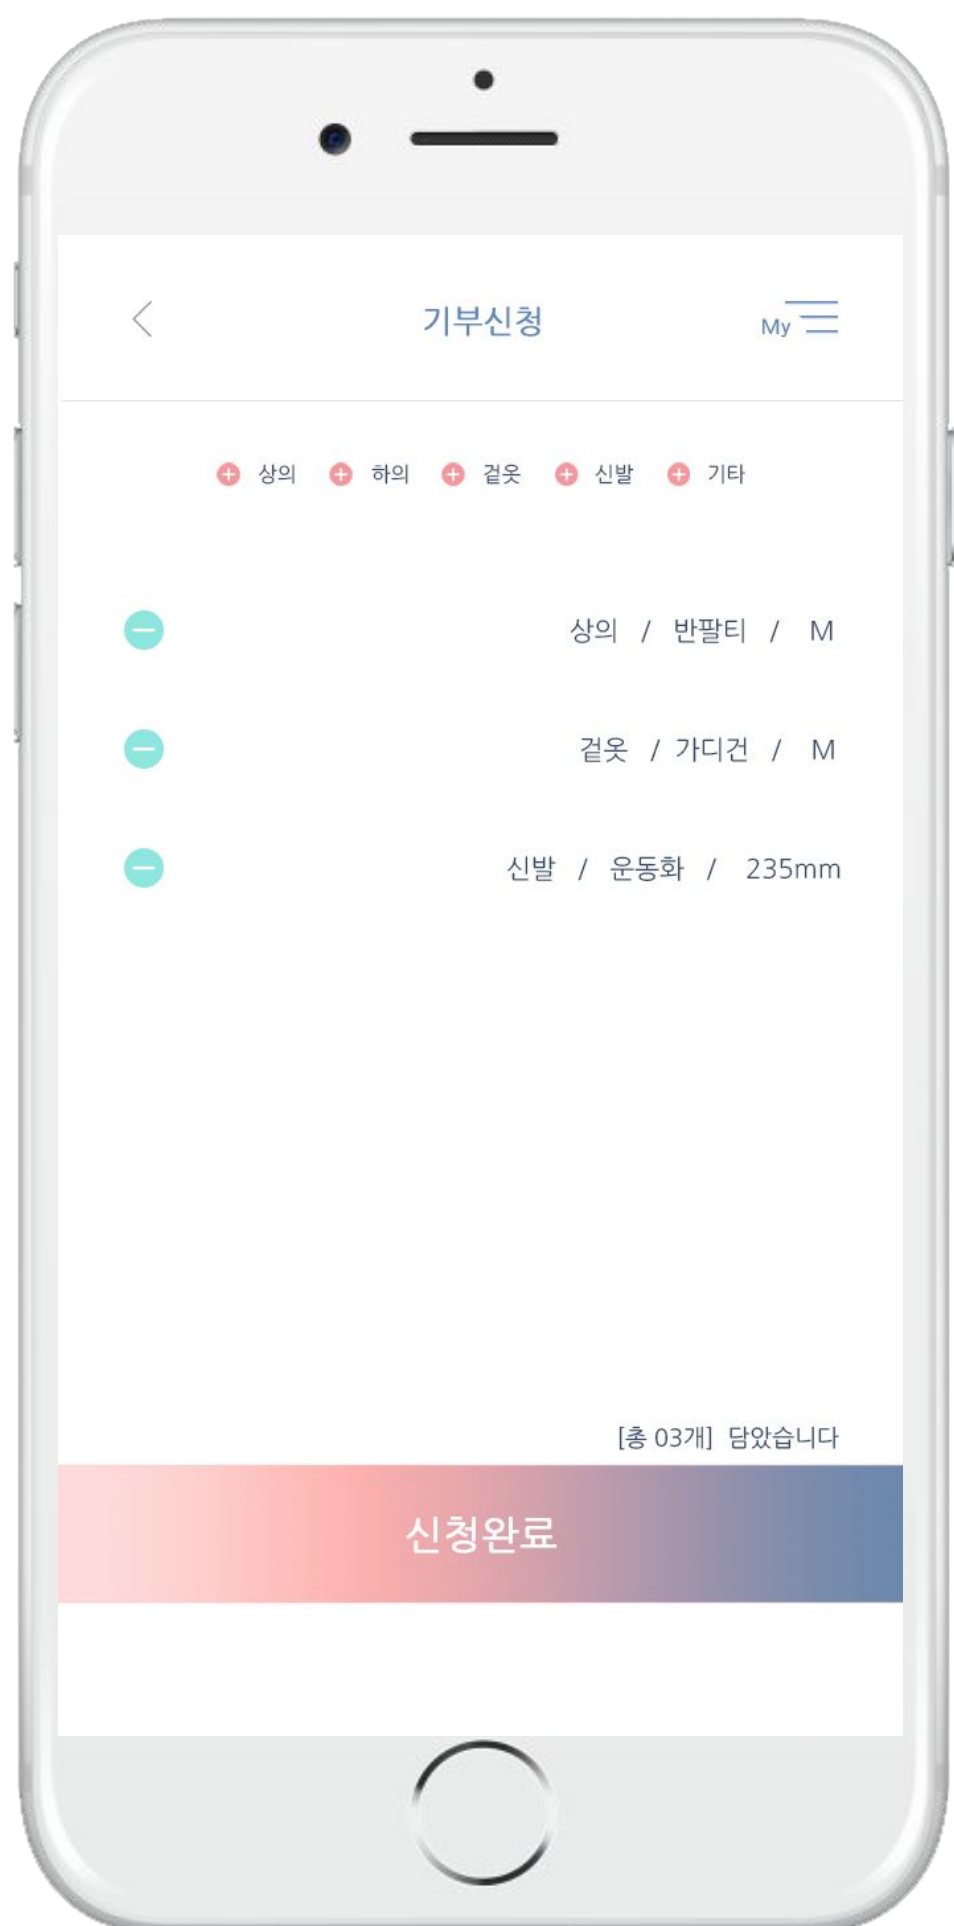 기부신청 My
상의 하의 겉옷 신발 기타
상의 / 반팔티 / M
겉옷 / 가디건 / M
신발 / 운동화 / 235mm
[총 03개] 담았습니다
신청완료